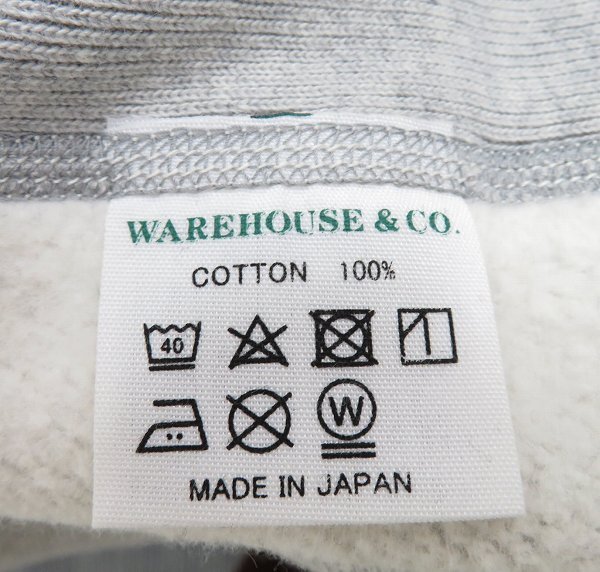 WAREHOUSE & CO.
COTTON 100%
40
W
MADE IN JAPAN